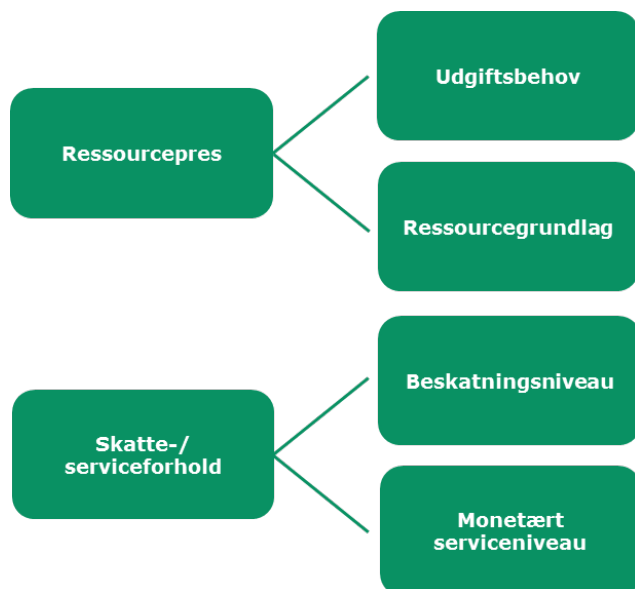 Ressourcepres
Udgiftsbehov
Ressourcegrundlag
Skatte-/
serviceforhold
Beskatningsniveau
Monetært
serviceniveau